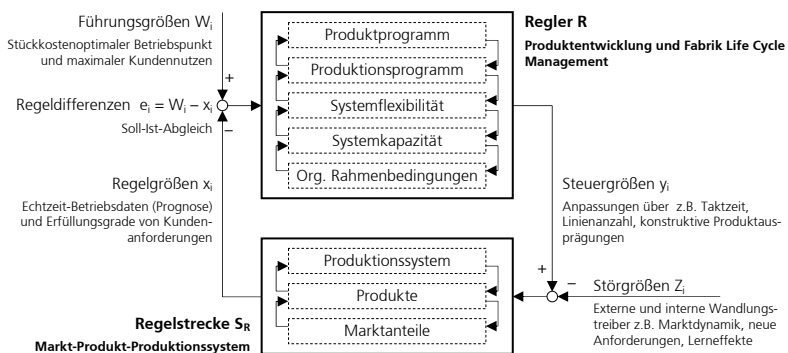 Führungsgrößen Wi
Stückkostenoptimaler Betriebspunkt
und maximaler Kundennutzen
+
Regeldifferenzen ei = Wi – xi
Soll-Ist-Abgleich
–
Regelgrößen xi
Echtzeit-Betriebsdaten (Prognose)
und Erfüllungsgrade von Kunden-
anforderungen
Produktprogramm
Produktionsprogramm
Systemflexibilität
Systemkapazität
Org. Rahmenbedingungen
Regler R
Produktentwicklung und Fabrik Life Cycle
Management
Steuergrößen yi
Anpassungen über z.B. Taktzeit,
Linienanzahl, konstruktive Produktaus-
prägungen
+
–
Störgrößen Zi
Externe und interne Wandlungs-
treiber z.B. Marktdynamik, neue
Anforderungen, Lerneffekte
Produktionssystem
Produkte
Marktanteile
Regelstrecke SR
Markt-Produkt-Produktionssystem